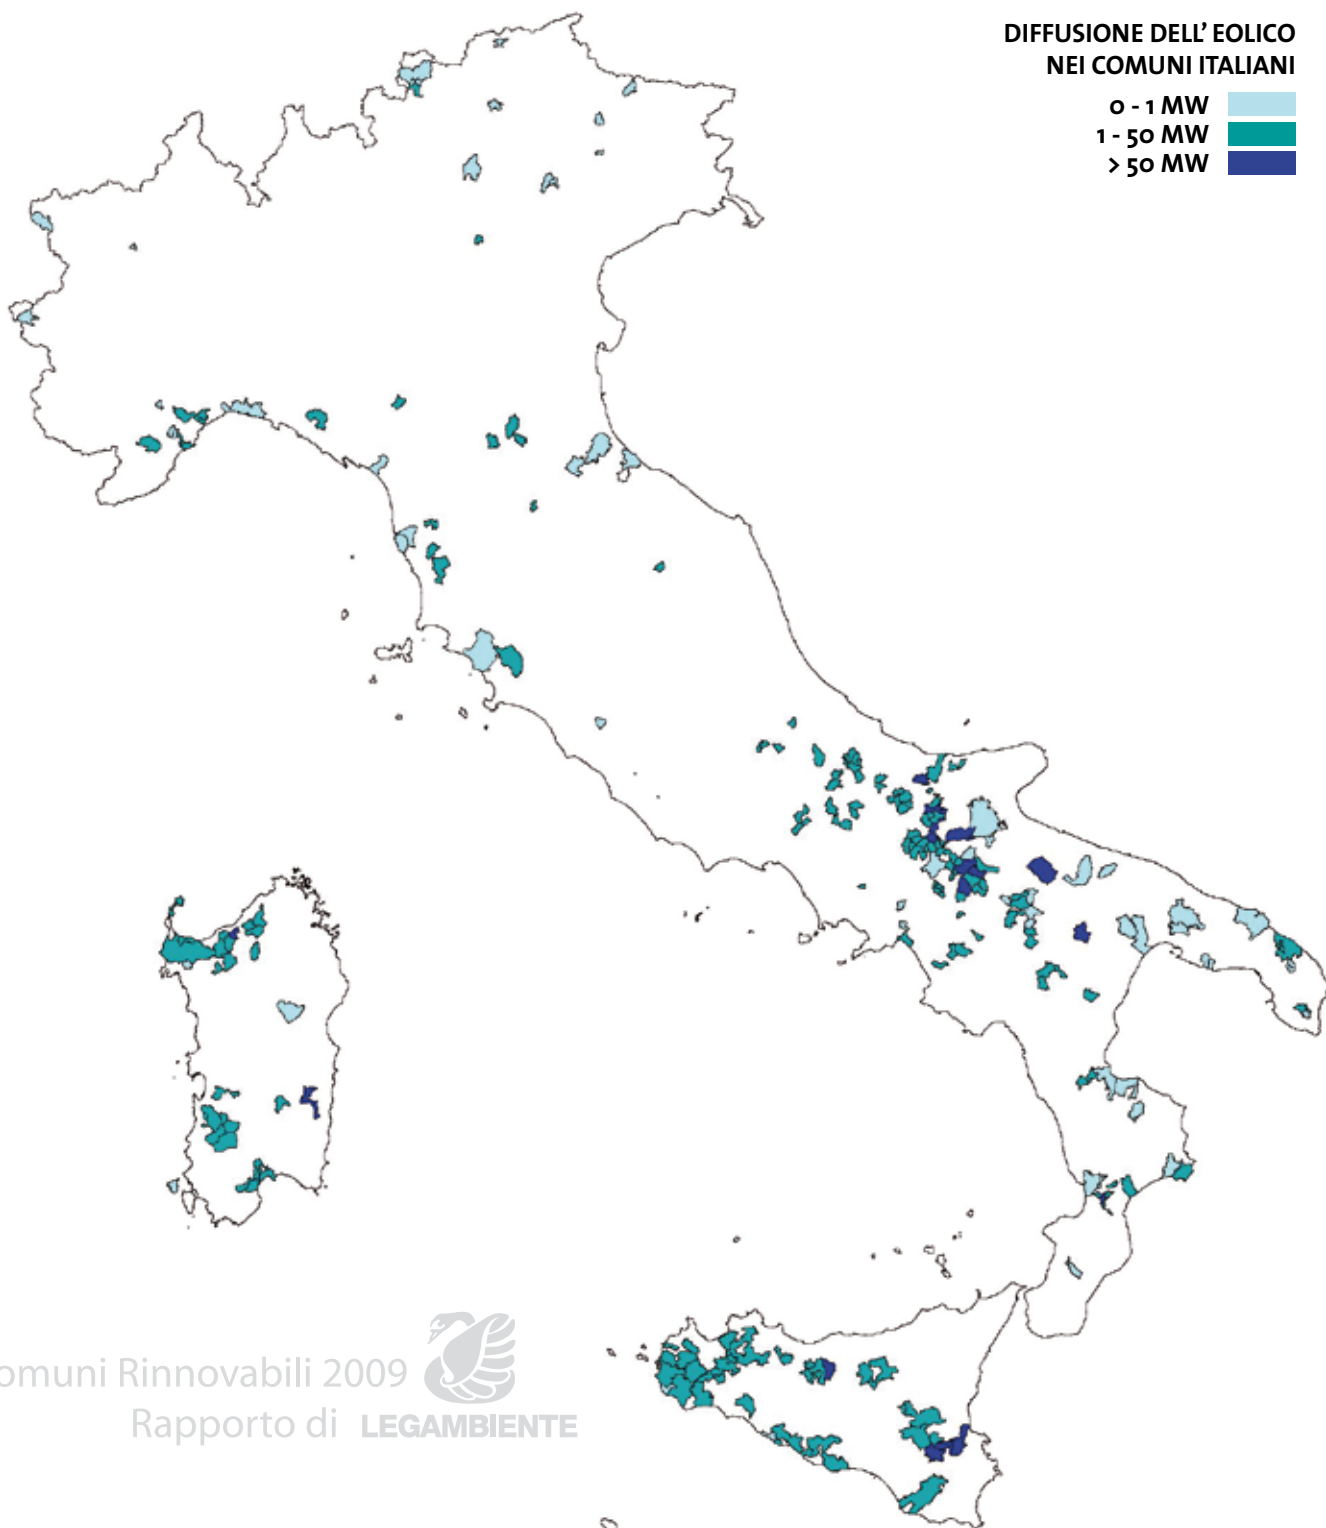 DIFFUSIONE DELL' EOLICO
NEI COMUNI ITALIANI
0 - 1 MW
1 - 50 MW
> 50 MW
omuni Rinnovabili 2009
Rapporto di LEGAMBIENTE